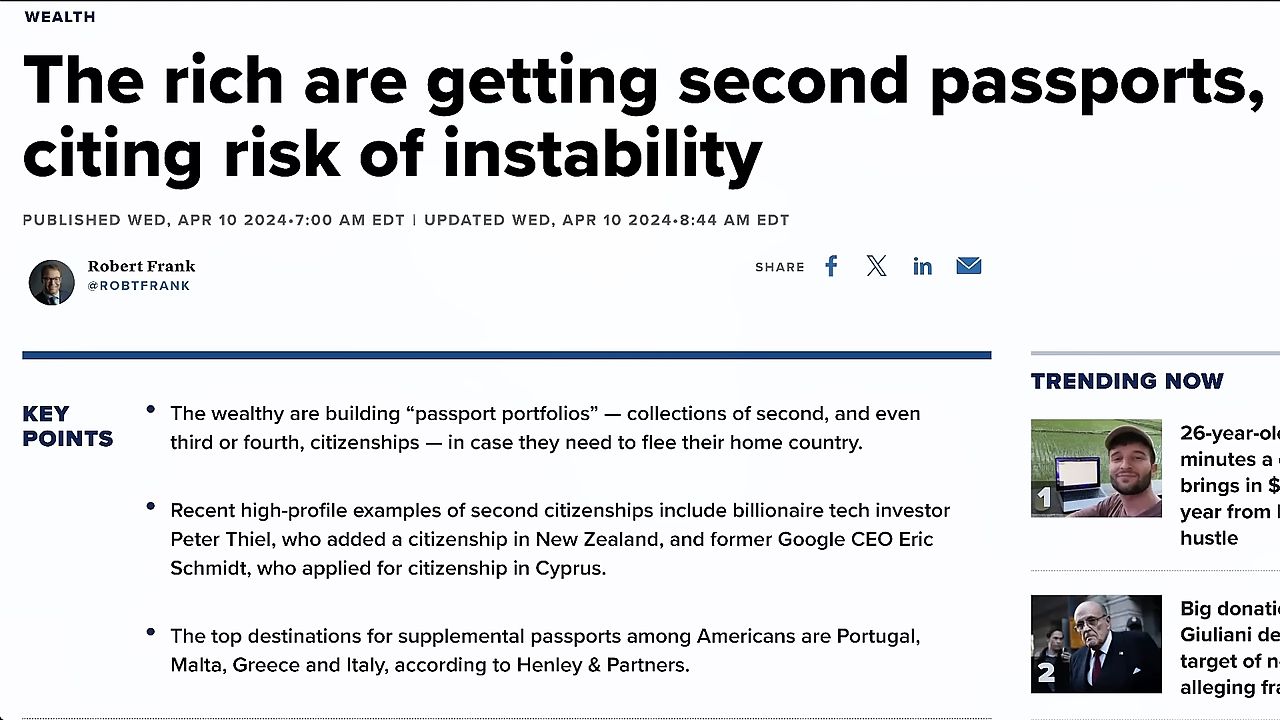 WEALTH
The rich are getting second passports,
citing risk of instability
PUBLISHED WED, APR 10 2024•7:00 AM EDT | UPDATED WED, APR 10 2024•8:44 AM EDT
Robert Frank
@ROBTFRANK
SHARE
KEY
POINTS
• The wealthy are building “passport portfolios” — collections of second, and even
third or fourth, citizenships — in case they need to flee their home country.
• Recent high-profile examples of second citizenships include billionaire tech investor
Peter Thiel, who added a citizenship in New Zealand, and former Google CEO Eric
Schmidt, who applied for citizenship in Cyprus.
• The top destinations for supplemental passports among Americans are Portugal,
Malta, Greece and Italy, according to Henley & Partners.
TRENDING NOW
1
26-year-old
minutes a
brings in $
year from
hustle
2
Big
Giuliani
target of
alleging